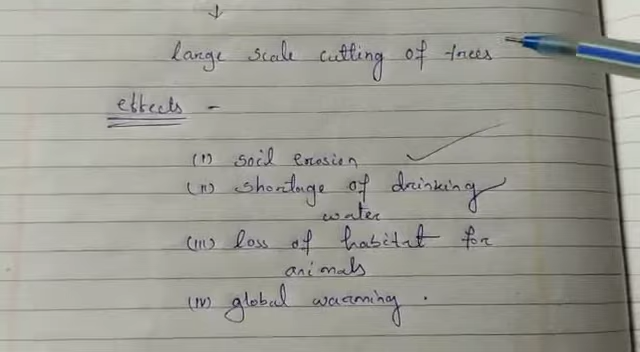 large scale cutting of trees
effects -
(i) soil erosion
(ii) shortage of drinking
water
(iii) loss of habitat for
animals
(iv) global warming .